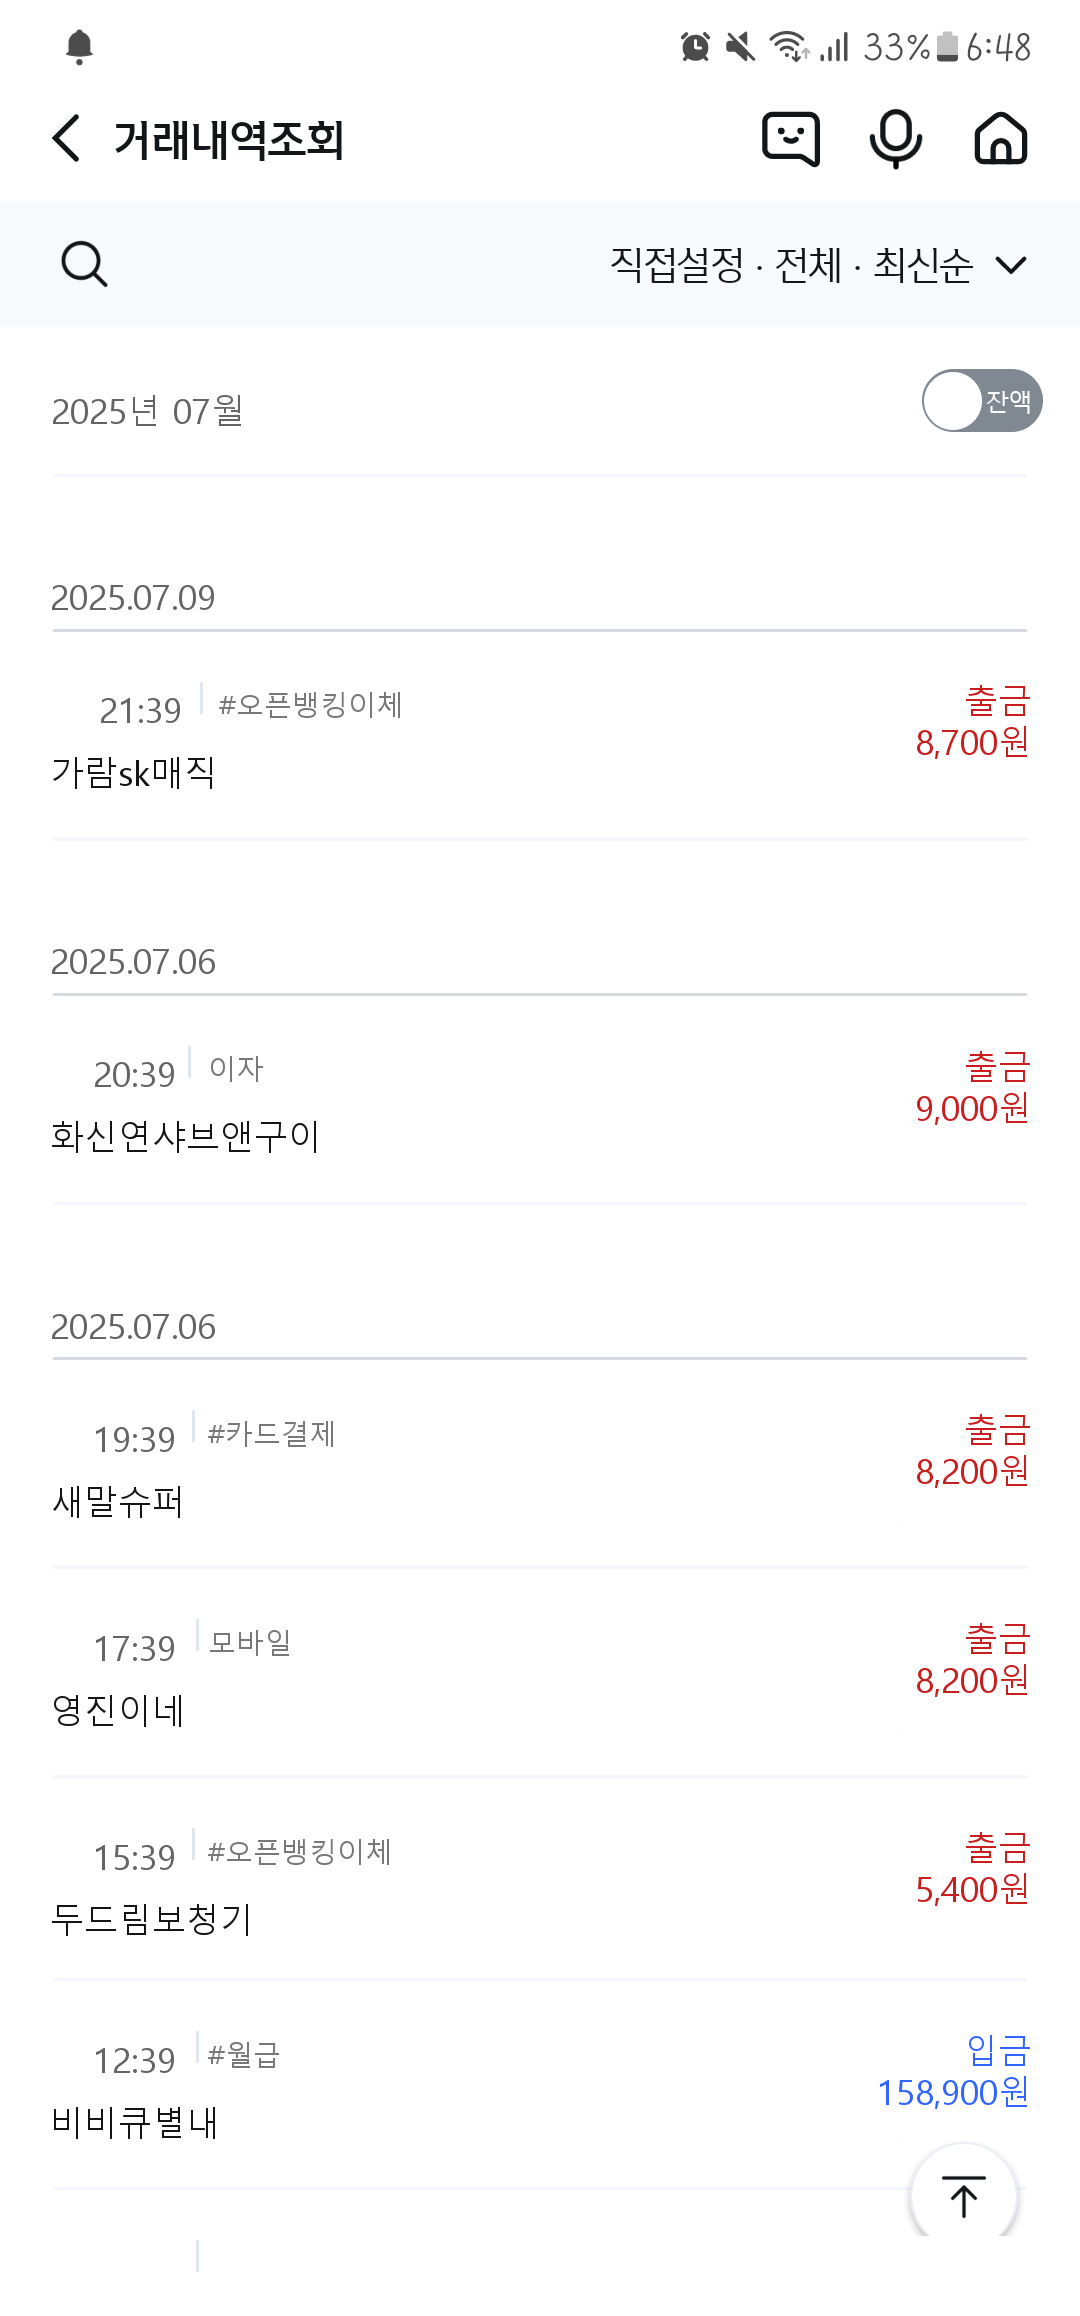 33% 6:48
거래내역조회
직접설정 · 전체 · 최신순
2025년 07월
잔액
2025.07.09
21:39 #오픈뱅킹이체
출금
8,700원
가람sk매직
2025.07.06
20:39 이자
출금
9,000원
화신연샤브앤구이
2025.07.06
19:39 #카드결제
출금
8,200원
새말슈퍼
17:39 모바일
출금
8,200원
영진이네
15:39 #오픈뱅킹이체
출금
5,400원
두드림보청기
12:39 #월급
입금
158,900원
비비큐별내